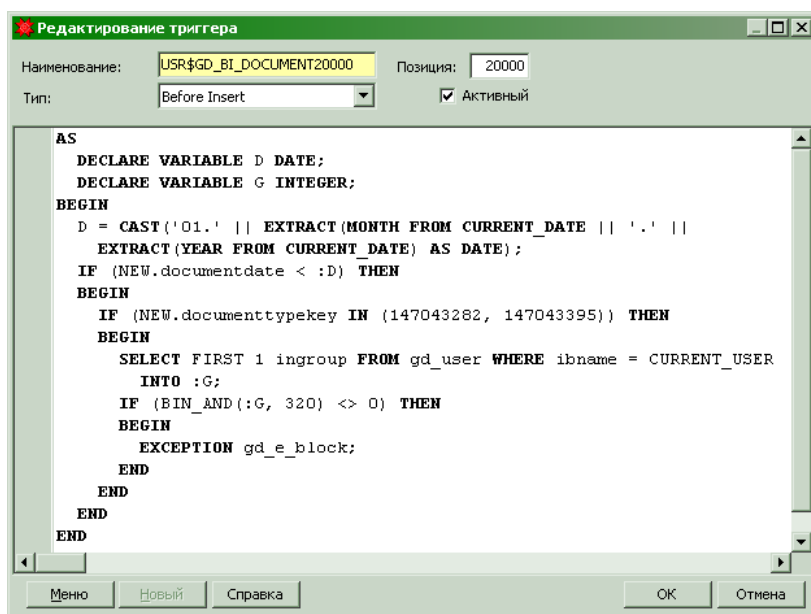 Редактирование триггера
Наименование: USR$GD_BI_DOCUMENT20000 Позиция: 20000
Тип: Before Insert Активный
AS
DECLARE VARIABLE D DATE;
DECLARE VARIABLE G INTEGER;
BEGIN
D = CAST('01.' || EXTRACT(MONTH FROM CURRENT_DATE || '.' ||
EXTRACT(YEAR FROM CURRENT_DATE) AS DATE);
IF (NEW.documentdate < :D) THEN
BEGIN
IF (NEW.documenttypekey IN (147043282, 147043395)) THEN
BEGIN
SELECT FIRST 1 ingroup FROM gd_user WHERE ibname = CURRENT_USER
INTO :G;
IF (BIN_AND(:G, 320) <> 0) THEN
BEGIN
EXCEPTION gd_e_block;
END
END
END
END
Меню Новый Справка OK Отмена